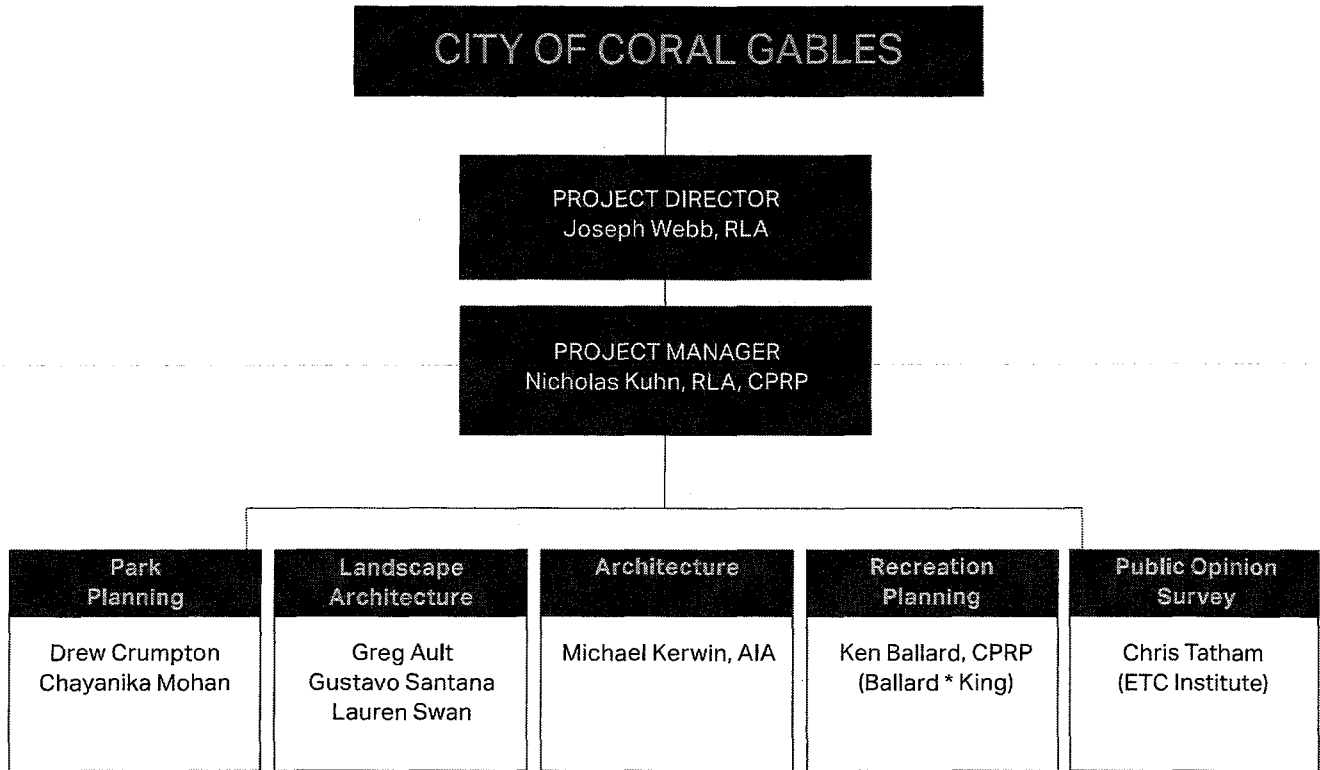 CITY OF CORAL GABLES
PROJECT DIRECTOR
Joseph Webb, RLA
PROJECT MANAGER
Nicholas Kuhn, RLA, CPRP
Park
Planning
Drew Crumpton
Chayanika Mohan
Landscape
Architecture
Greg Ault
Gustavo Santana
Lauren Swan
Architecture
Michael Kerwin, AIA
Recreation
Planning
Ken Ballard, CPRP
(Ballard * King)
Public Opinion
Survey
Chris Tatham
(ETC Institute)